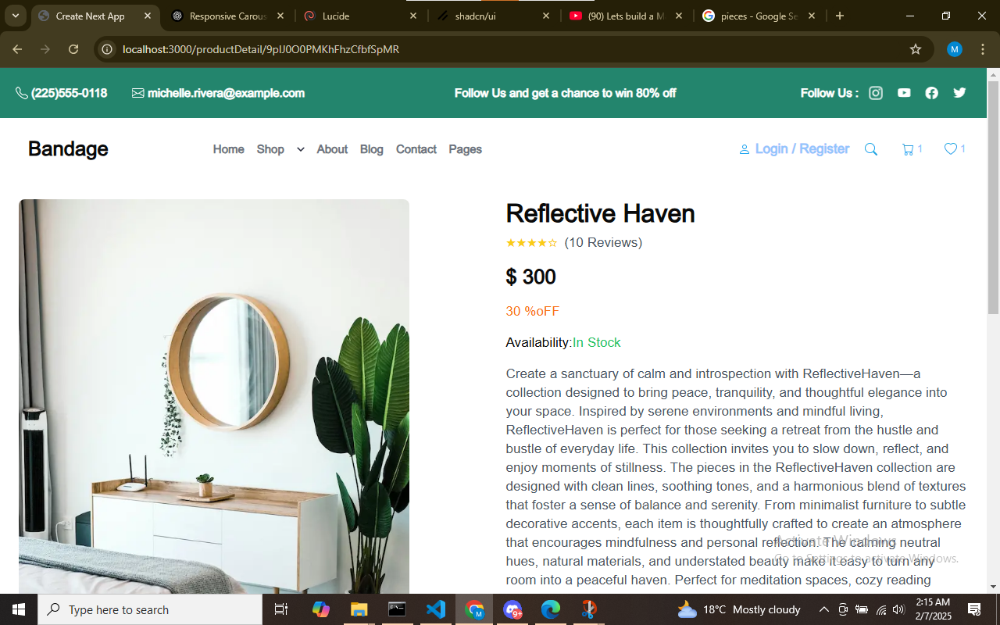 Create Next App
Responsive Carous
Lucide
shadcn/ui
(90) Lets build a M
pieces - Google Se
localhost:3000/productDetail/9pIJ0O0PMKhFhzCfbfSpMR
M
(225)555-0118
michelle.rivera@example.com
Follow Us and get a chance to win 80% off
Follow Us :
Bandage
Home
Shop
About
Blog
Contact
Pages
Login / Register
1
1
Reflective Haven
(10 Reviews)
$ 300
30 %oFF
Availability:In Stock
Create a sanctuary of calm and introspection with ReflectiveHaven—a
collection designed to bring peace, tranquility, and thoughtful elegance into
your space. Inspired by serene environments and mindful living,
ReflectiveHaven is perfect for those seeking a retreat from the hustle and
bustle of everyday life. This collection invites you to slow down, reflect, and
enjoy moments of stillness. The pieces in the ReflectiveHaven collection are
designed with clean lines, soothing tones, and a harmonious blend of textures
that foster a sense of balance and serenity. From minimalist furniture to subtle
decorative accents, each item is thoughtfully crafted to create an atmosphere
that encourages mindfulness and personal reflection. The calming neutral
hues, natural materials, and understated beauty make it easy to turn any
room into a peaceful haven. Perfect for meditation spaces, cozy reading
Activate Windows
Go to Settings to activate Windows.
Type here to search
M
9+
18°C Mostly cloudy
2:15 AM
2/7/2025